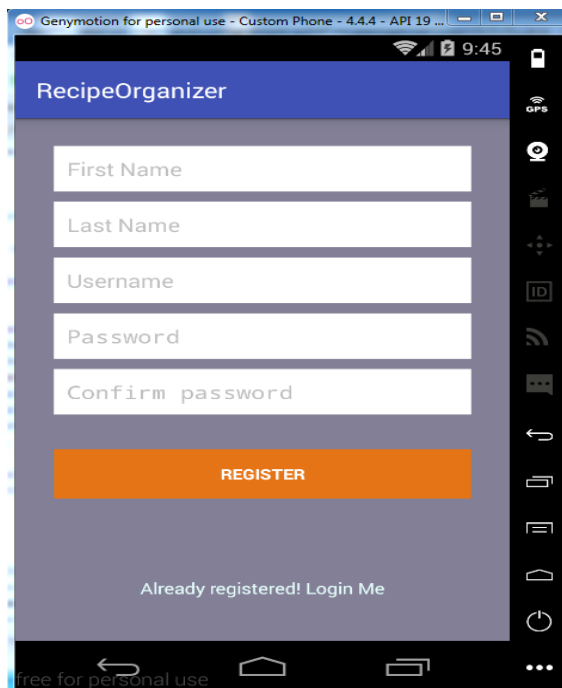 Genymotion for personal use - Custom Phone - 4.4.4 - API 19 ...
9:45
RecipeOrganizer
GPS
First Name
Last Name
Username
ID
Password
Confirm password
REGISTER
Already registered! Login Me
free for personal use